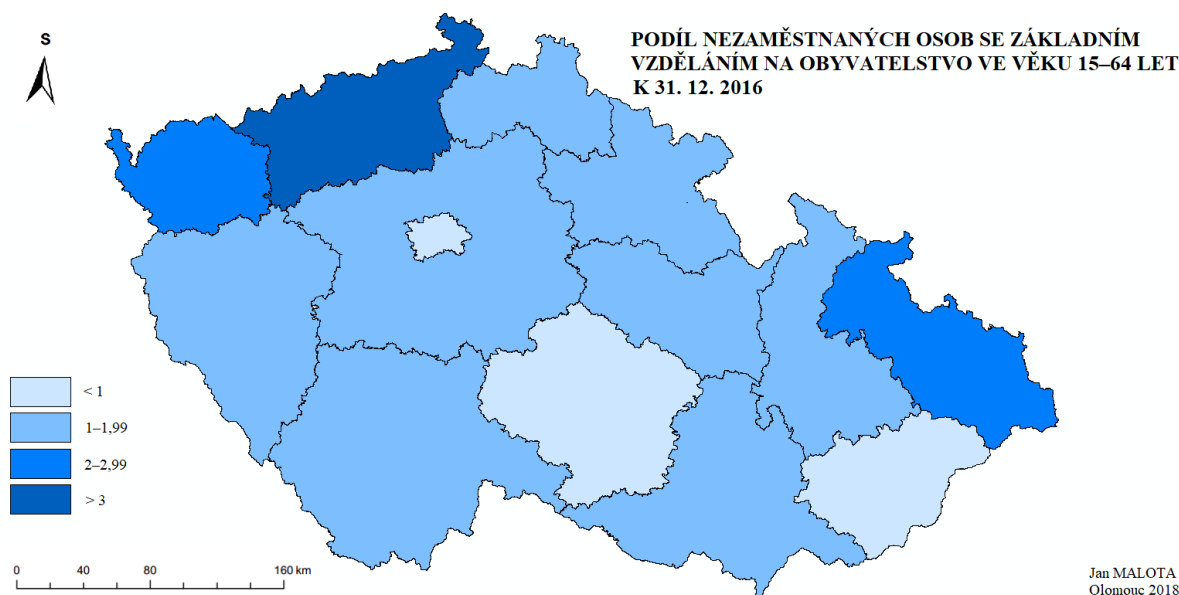 S
PODÍL NEZAMĚSTNANÝCH OSOB SE ZÁKLADNÍM
VZDĚLÁNÍM NA OBYVATELSTVO VE VĚKU 15–64 LET
K 31. 12. 2016
< 1
1–1,99
2–2,99
> 3
0 40 80 160 km
Jan MALOTA
Olomouc 2018